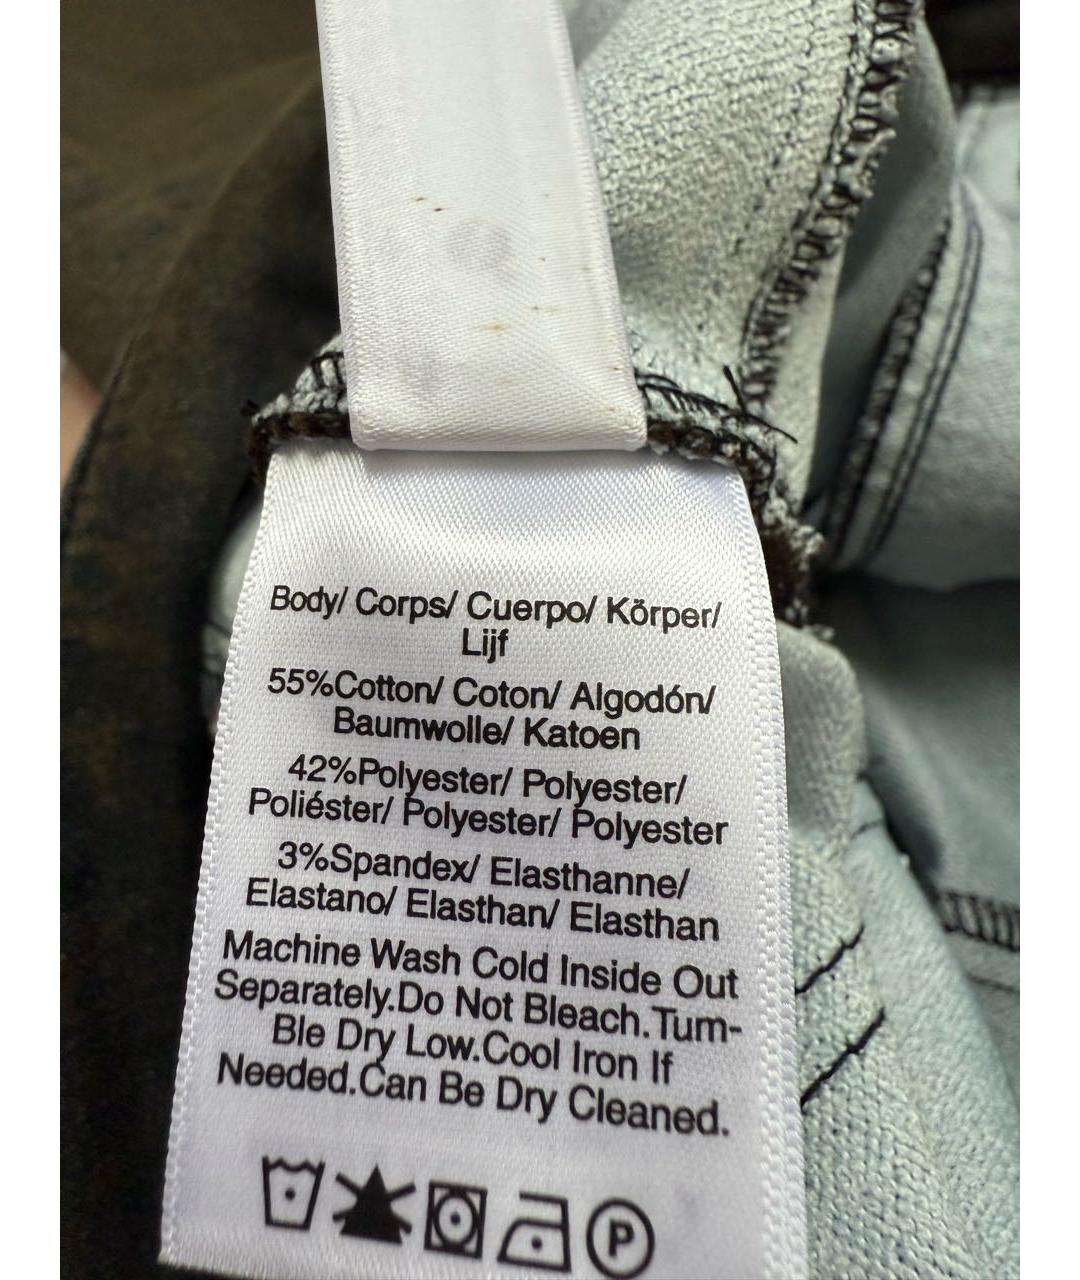 Body/ Corps/ Cuerpo/ Kõrper/
Lijf
55%Cotton/ Coton/ Algodón/
Baumwolle/ Katoen
42%Polyester/ Polyester/
Poliéster/ Polyester/ Polyester
3%Spandex/ Elasthanne/
Elastano/ Elasthan/ Elasthan
Machine Wash Cold Inside Out
Separately.Do Not Bleach.Tum-
Ble Dry Low.Cool Iron If
Needed.Can Be Dry Cleaned.
P